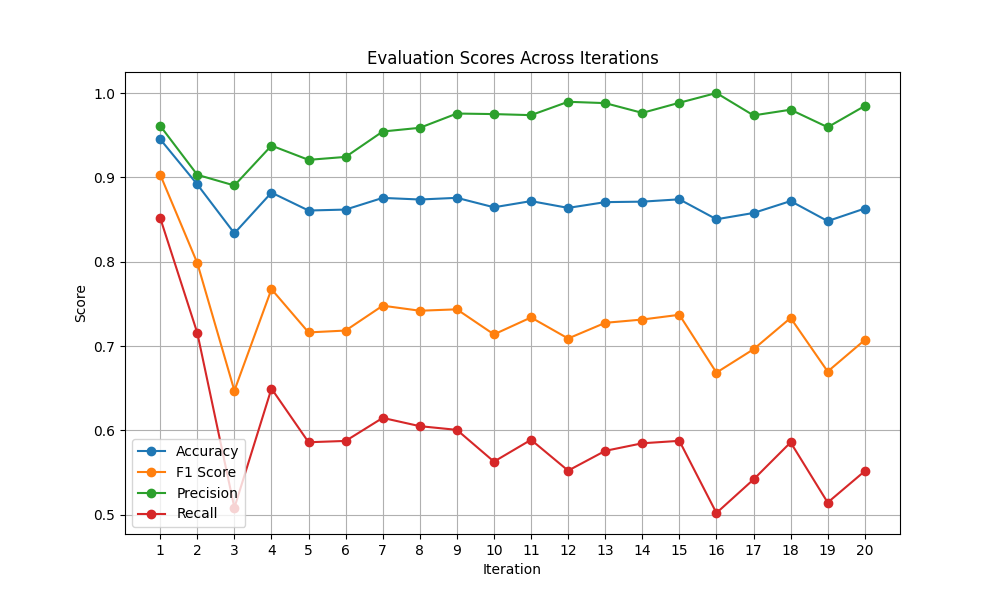 Evaluation Scores Across Iterations
1.0
0.9
0.8
0.7
0.6
0.5
Score
Accuracy
F1 Score
Precision
Recall
1 2 3 4 5 6 7 8 9 10 11 12 13 14 15 16 17 18 19 20
Iteration